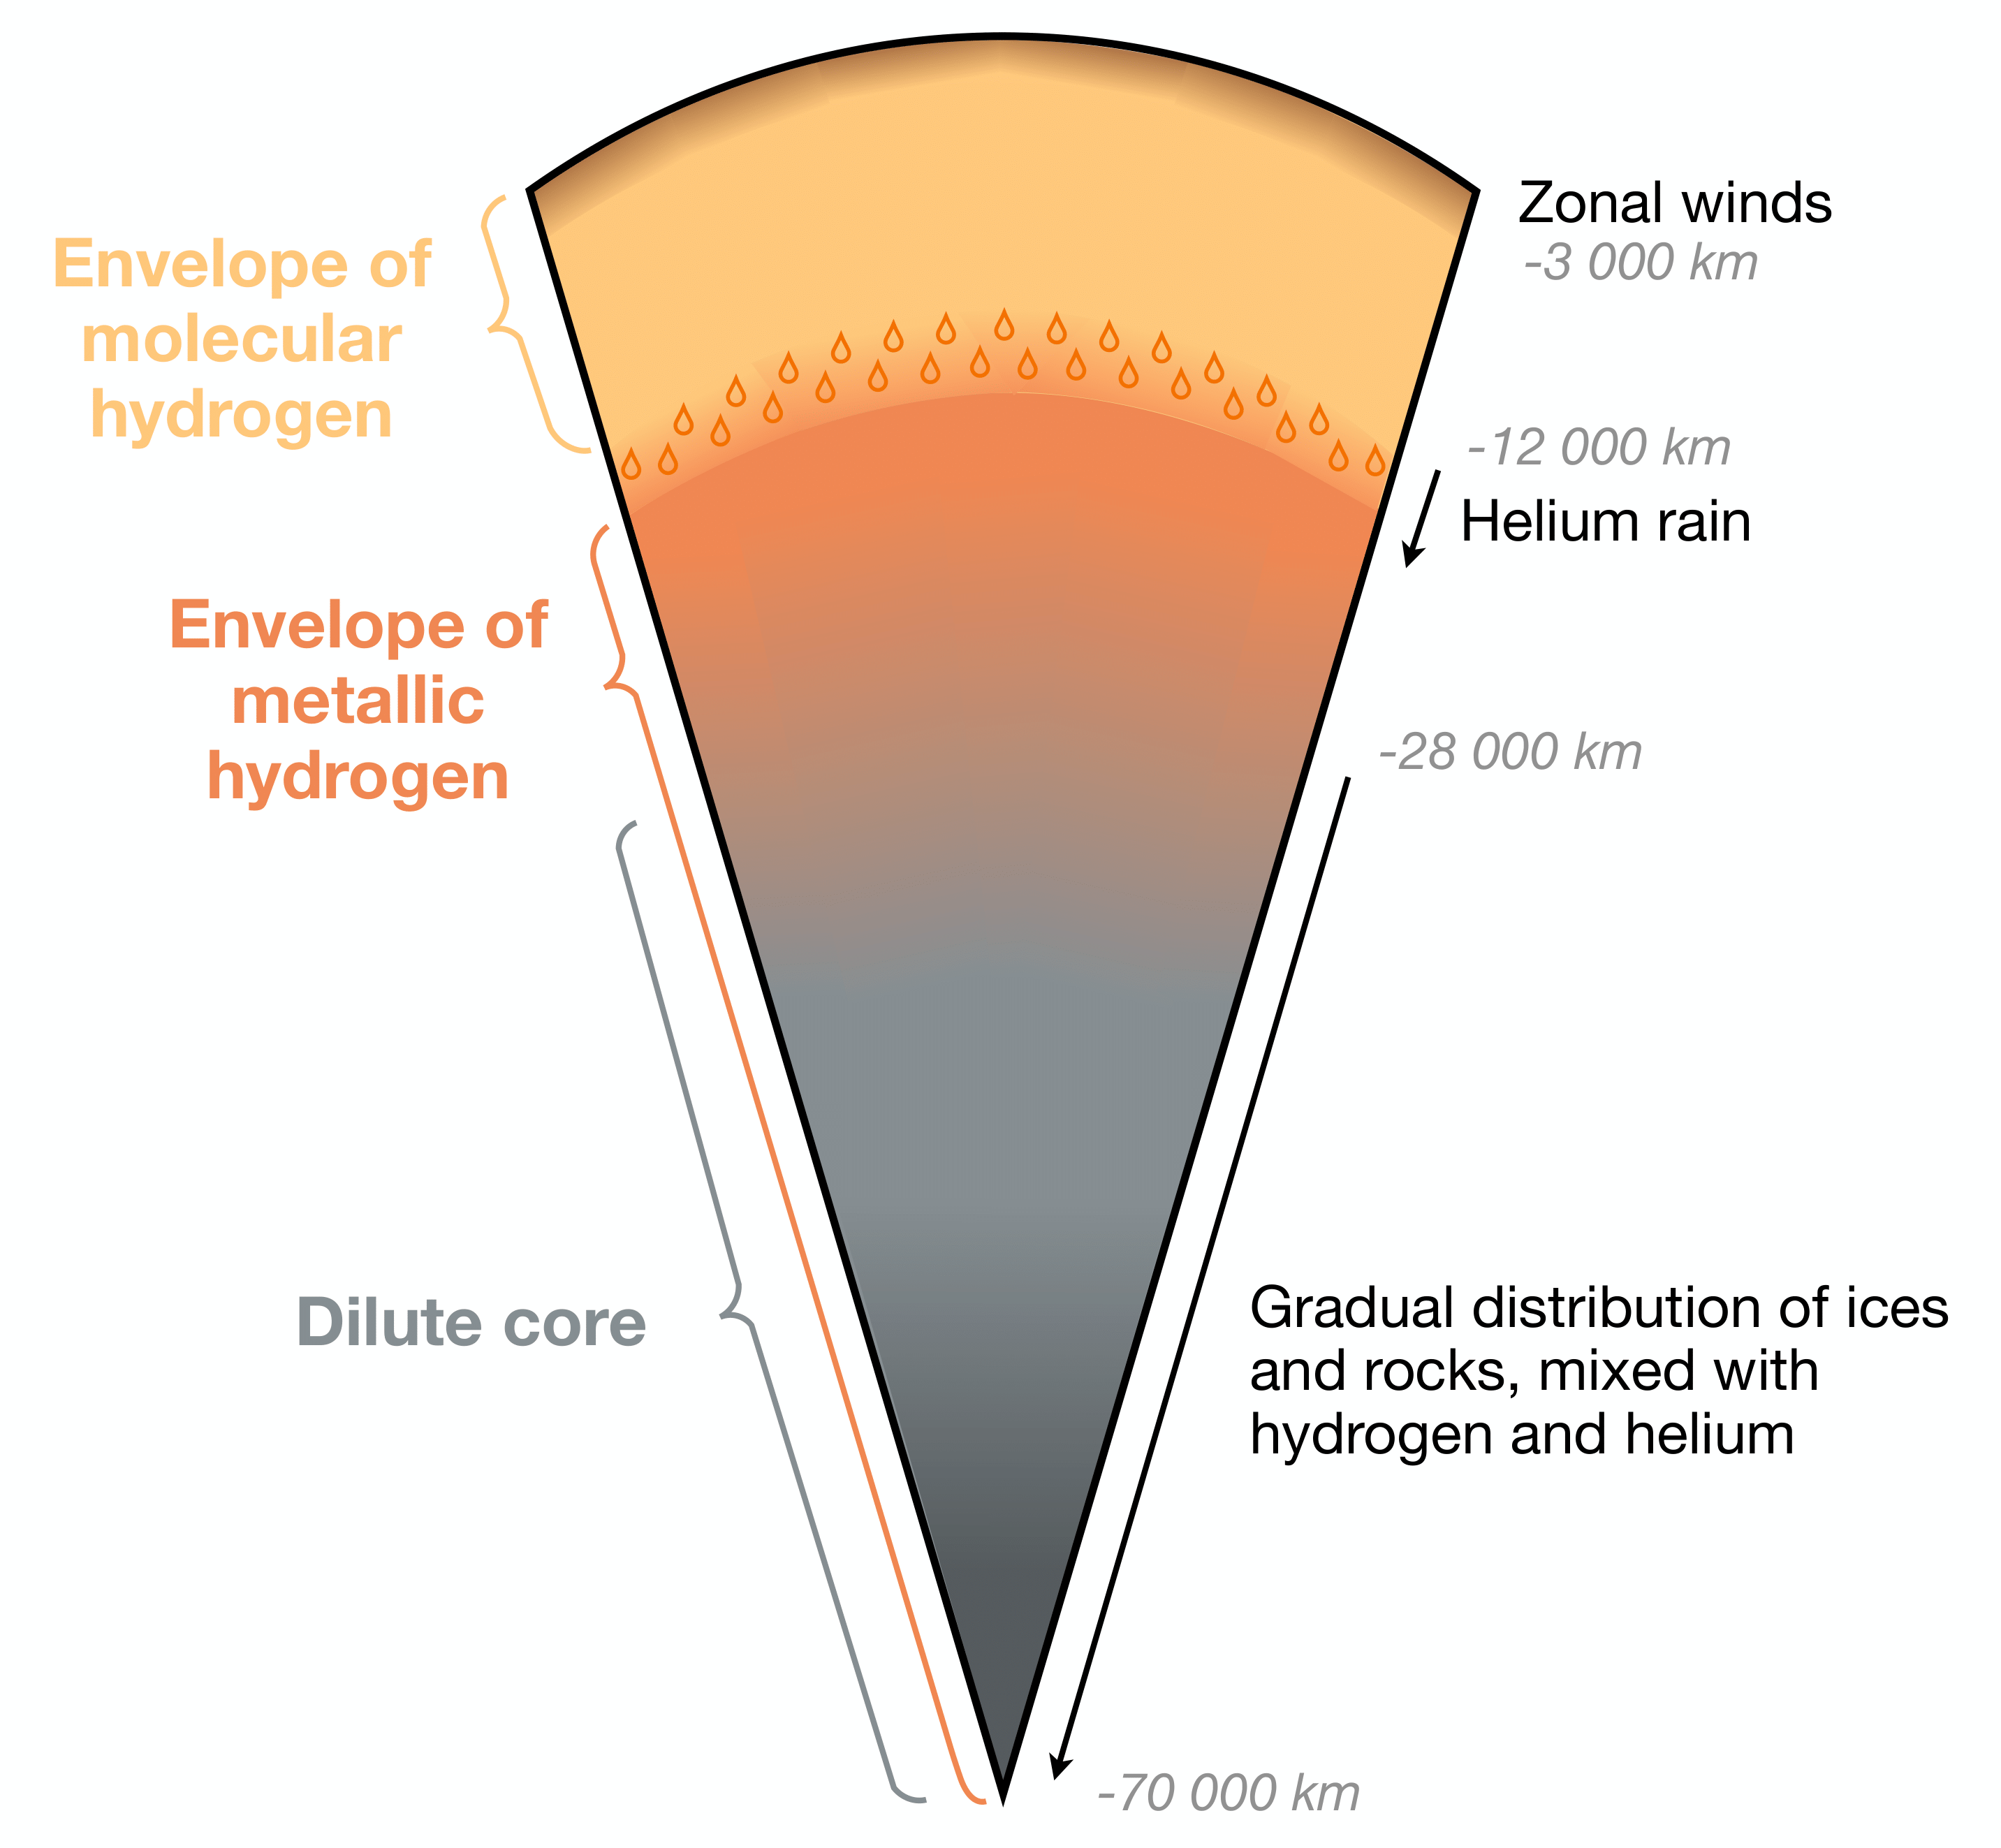 Zonal winds
-3 000 km
Envelope of
molecular
hydrogen
-12 000 km
Helium rain
Envelope of
metallic
hydrogen
-28 000 km
Dilute core
Gradual distribution of ices
and rocks, mixed with
hydrogen and helium
-70 000 km